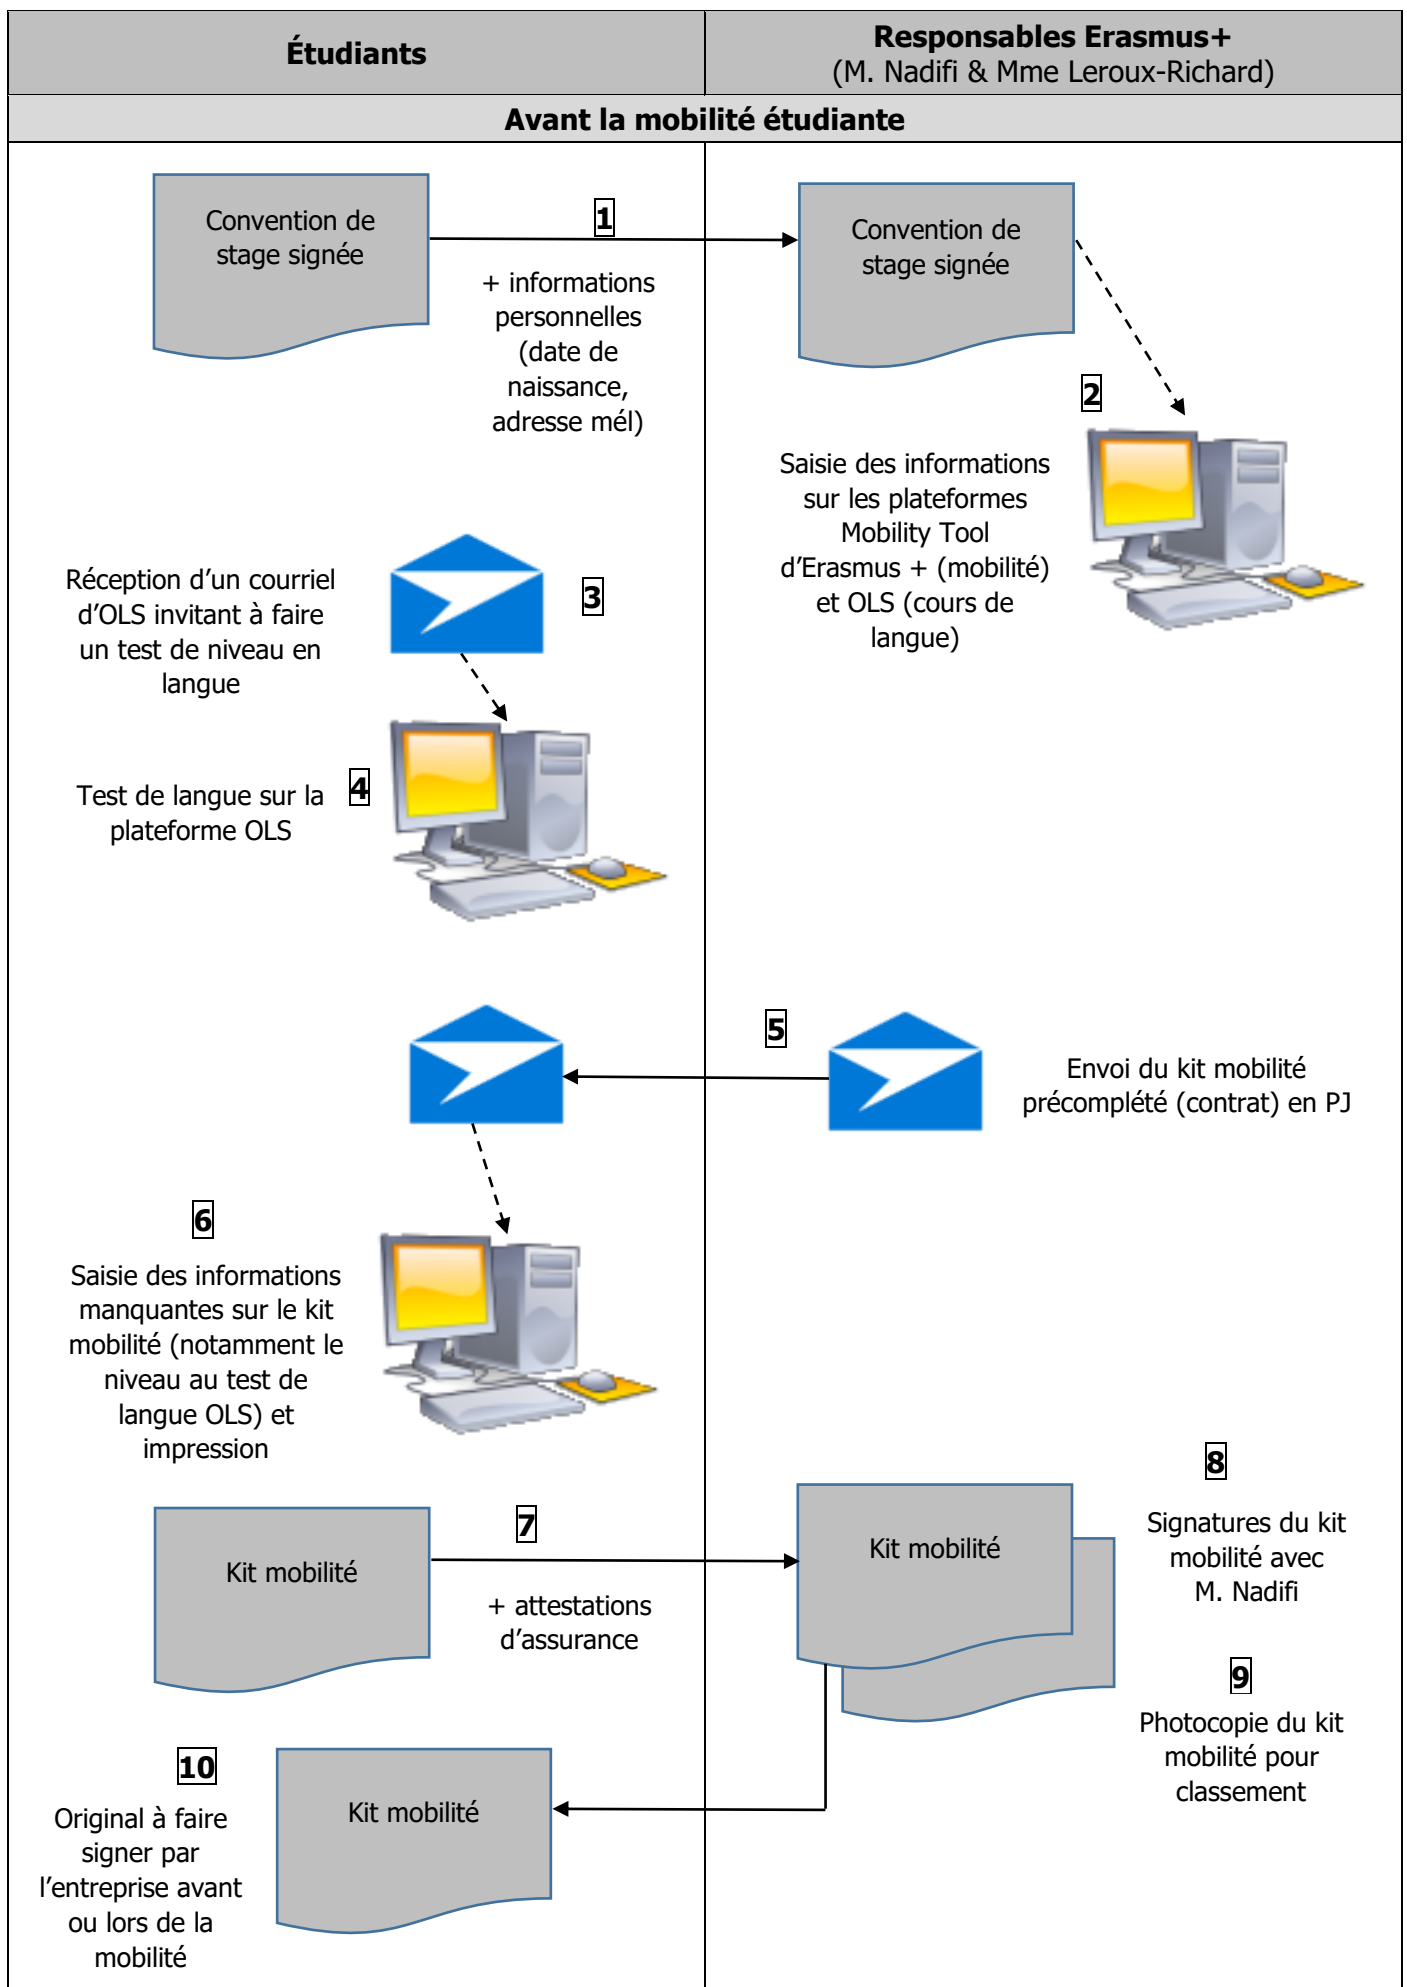 Étudiants
Responsables Erasmus+
(M. Nadifi & Mme Leroux-Richard)
Avant la mobilité étudiante
Convention de
stage signée
1
+ informations
personnelles
(date de
naissance,
adresse mél)
Convention de
stage signée
2
Saisie des informations
sur les plateformes
Mobility Tool
d’Erasmus + (mobilité)
et OLS (cours de
langue)
Réception d’un courriel
d’OLS invitant à faire
un test de niveau en
langue
3
4
Test de langue sur la
plateforme OLS
5
Envoi du kit mobilité
précomplété (contrat) en PJ
6
Saisie des informations
manquantes sur le kit
mobilité (notamment le
niveau au test de
langue OLS) et
impression
Kit mobilité
7
+ attestations
d’assurance
Kit mobilité
8
Signatures du kit
mobilité avec
M. Nadifi
9
Photocopie du kit
mobilité pour
classement
10
Original à faire
signer par
l’entreprise avant
ou lors de la
mobilité
Kit mobilité